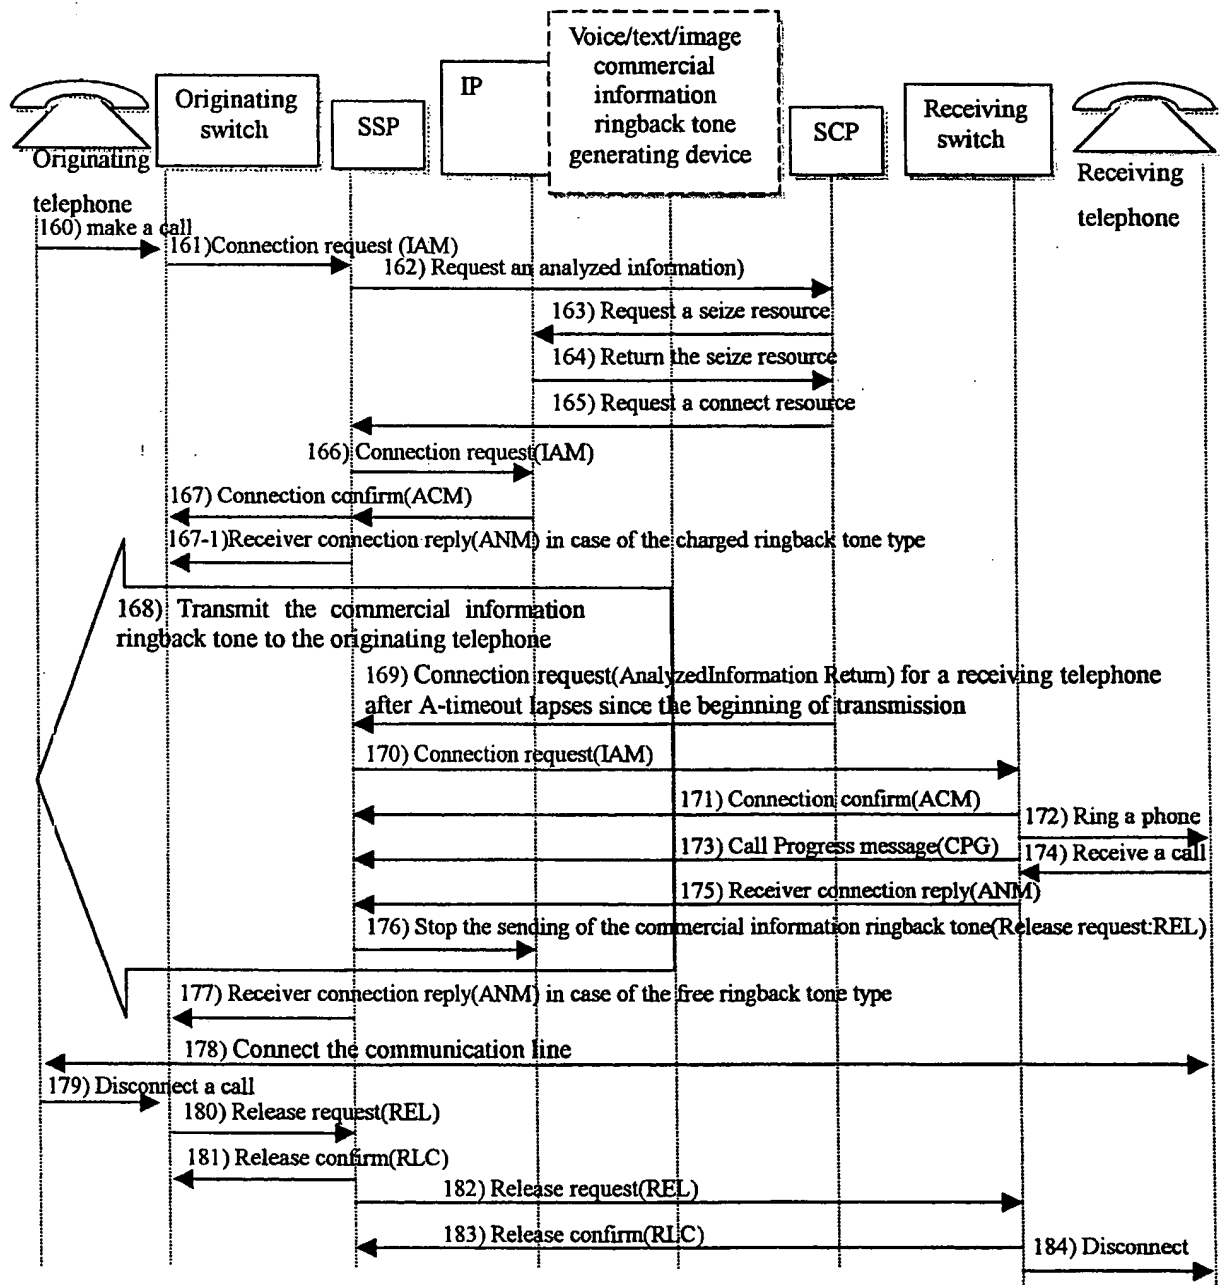 Voice/text/image
commercial
information
ringback tone
generating device
IP
Originating
switch
SSP
SCP
Receiving
switch
Originating
telephone
Receiving
telephone
160) make a call
161)Connection request (IAM)
162) Request an analyzed information)
163) Request a seize resource
164) Return the seize resource
165) Request a connect resource
166) Connection request(IAM)
167) Connection confirm(ACM)
167-1)Receiver connection reply(ANM) in case of the charged ringback tone type
168) Transmit the commercial information
ringback tone to the originating telephone
169) Connection request(AnalyzedInformation Return) for a receiving telephone
after A-timeout lapses since the beginning of transmission
170) Connection request(IAM)
171) Connection confirm(ACM)
172) Ring a phone
173) Call Progress message(CPG)
174) Receive a call
175) Receiver connection reply(ANM)
176) Stop the sending of the commercial information ringback tone(Release request:REL)
177) Receiver connection reply(ANM) in case of the free ringback tone type
178) Connect the communication line
179) Disconnect a call
180) Release request(REL)
181) Release confirm(RLC)
182) Release request(REL)
183) Release confirm(RLC)
184) Disconnect